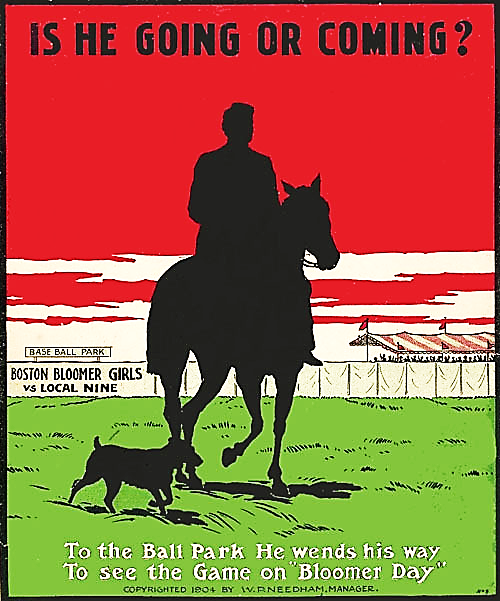 IS HE GOING OR COMING?
BASE BALL PARK
BOSTON BLOOMER GIRLS
VS LOCAL NINE
To the Ball Park He wends his way
To see the Game on "Bloomer Day"
COPYRIGHTED 1904 BY W.P. NEEDHAM, MANAGER.